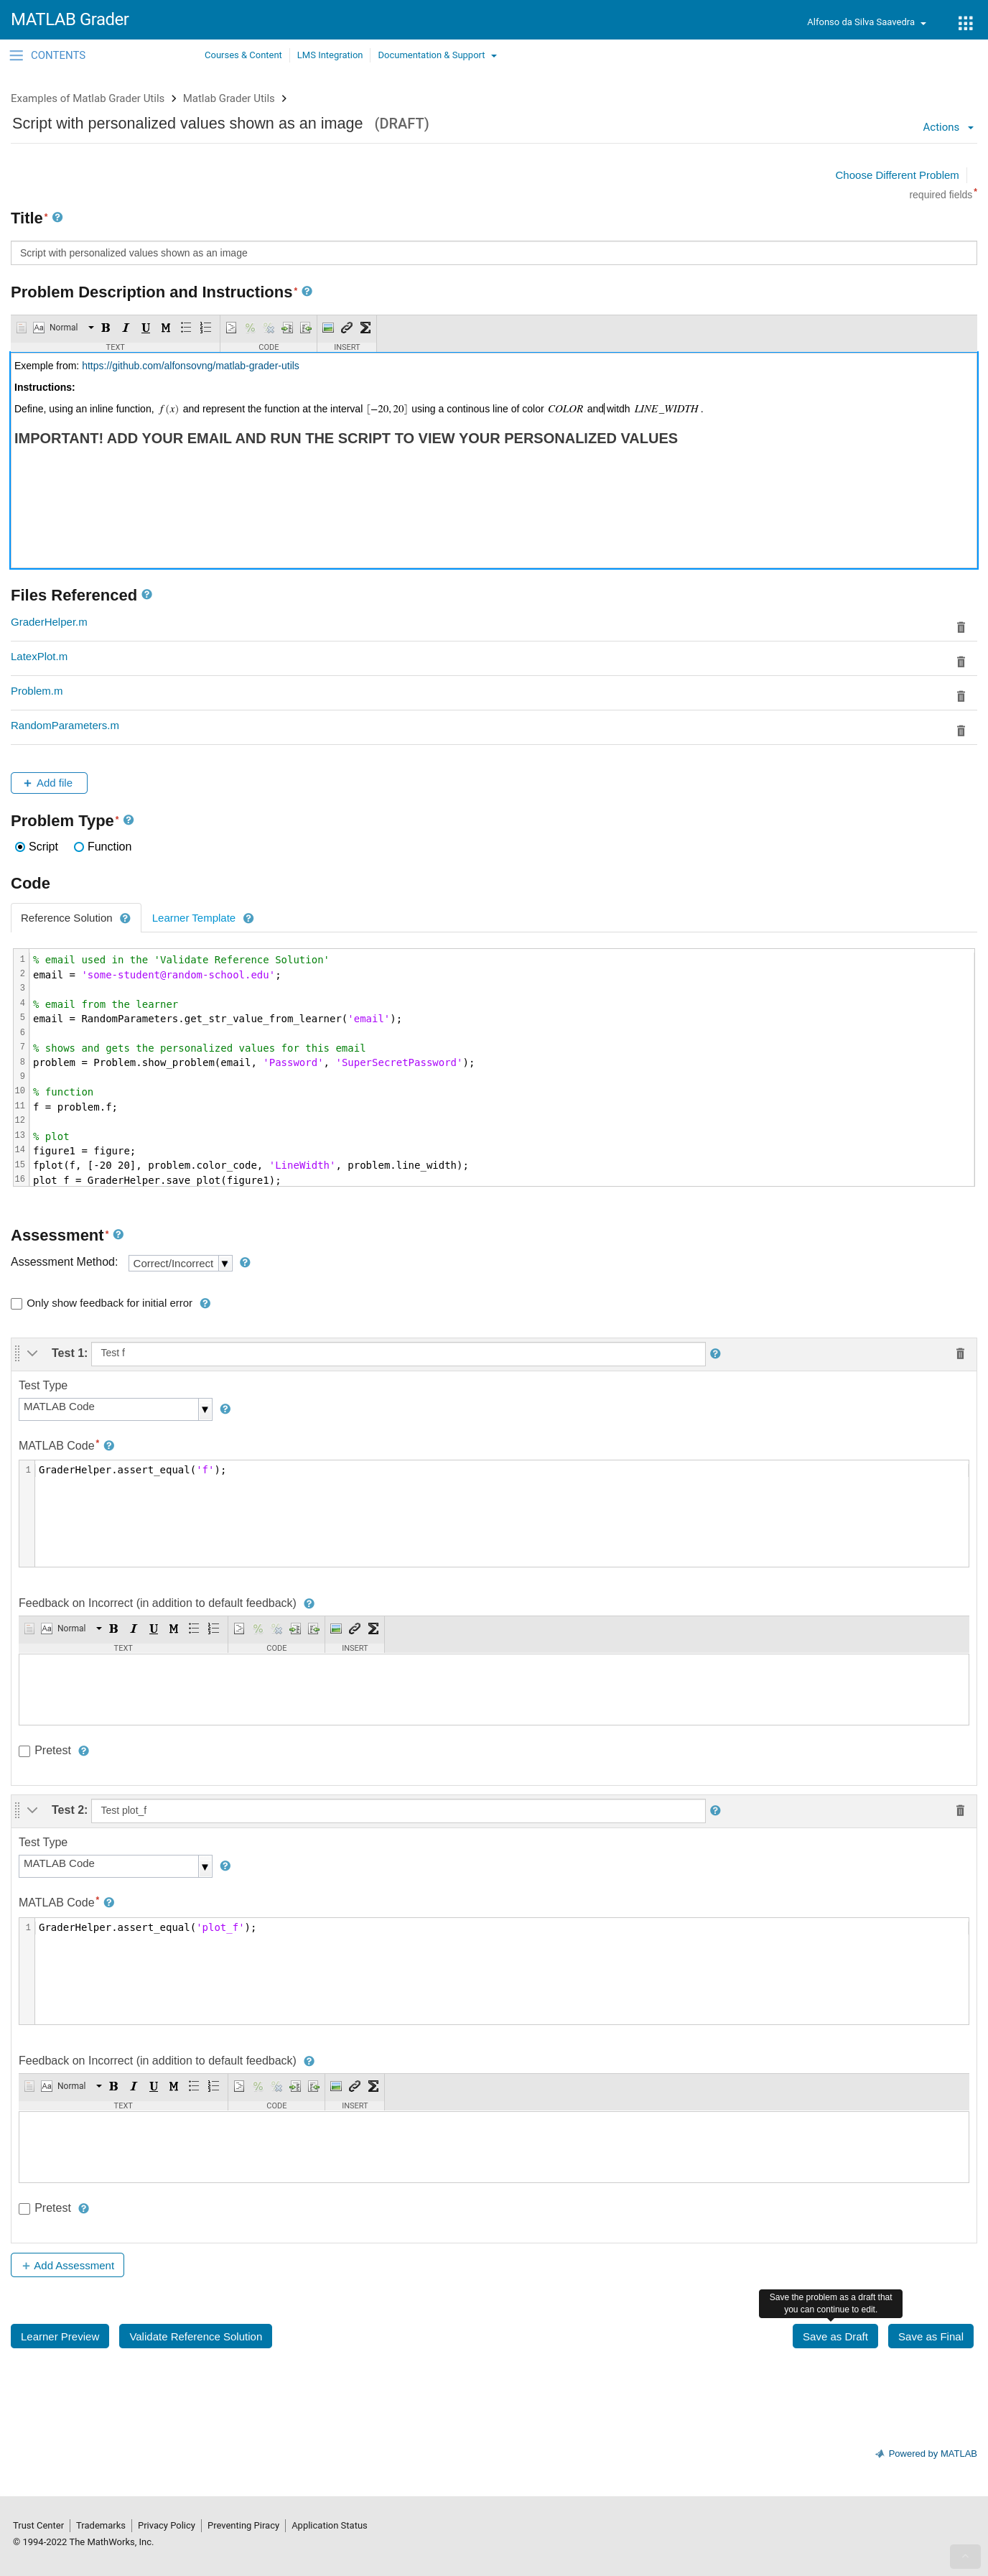 MATLAB Grader
Alfonso da Silva Saavedra
CONTENTS
Courses & Content
LMS Integration
Documentation & Support
Examples of Matlab Grader Utils > Matlab Grader Utils >
Script with personalized values shown as an image (DRAFT)
Actions
Choose Different Problem
required fields*
Title* ?
Script with personalized values shown as an image
Problem Description and Instructions* ?
Aa Normal B I U M
TEXT CODE INSERT
Exemple from: https://github.com/alfonsovng/matlab-grader-utils
Instructions:
Define, using an inline function, f(x) and represent the function at the interval [−20, 20] using a continous line of color COLOR and witdh LINE_WIDTH .
IMPORTANT! ADD YOUR EMAIL AND RUN THE SCRIPT TO VIEW YOUR PERSONALIZED VALUES
Files Referenced ?
GraderHelper.m
LatexPlot.m
Problem.m
RandomParameters.m
+ Add file
Problem Type* ?
Script Function
Code
Reference Solution ? Learner Template ?
1 % email used in the 'Validate Reference Solution'
2 email = 'some-student@random-school.edu';
3
4 % email from the learner
5 email = RandomParameters.get_str_value_from_learner('email');
6
7 % shows and gets the personalized values for this email
8 problem = Problem.show_problem(email, 'Password', 'SuperSecretPassword');
9
10 % function
11 f = problem.f;
12
13 % plot
14 figure1 = figure;
15 fplot(f, [-20 20], problem.color_code, 'LineWidth', problem.line_width);
16 plot_f = GraderHelper.save_plot(figure1);
Assessment* ?
Assessment Method: Correct/Incorrect ?
Only show feedback for initial error ?
Test 1: Test f ?
Test Type
MATLAB Code ?
MATLAB Code* ?
1 GraderHelper.assert_equal('f');
Feedback on Incorrect (in addition to default feedback) ?
Aa Normal B I U M
TEXT CODE INSERT
Pretest ?
Test 2: Test plot_f ?
Test Type
MATLAB Code ?
MATLAB Code* ?
1 GraderHelper.assert_equal('plot_f');
Feedback on Incorrect (in addition to default feedback) ?
Aa Normal B I U M
TEXT CODE INSERT
Pretest ?
+ Add Assessment
Save the problem as a draft that
you can continue to edit.
Learner Preview Validate Reference Solution Save as Draft Save as Final
Powered by MATLAB
Trust Center | Trademarks | Privacy Policy | Preventing Piracy | Application Status
© 1994-2022 The MathWorks, Inc.